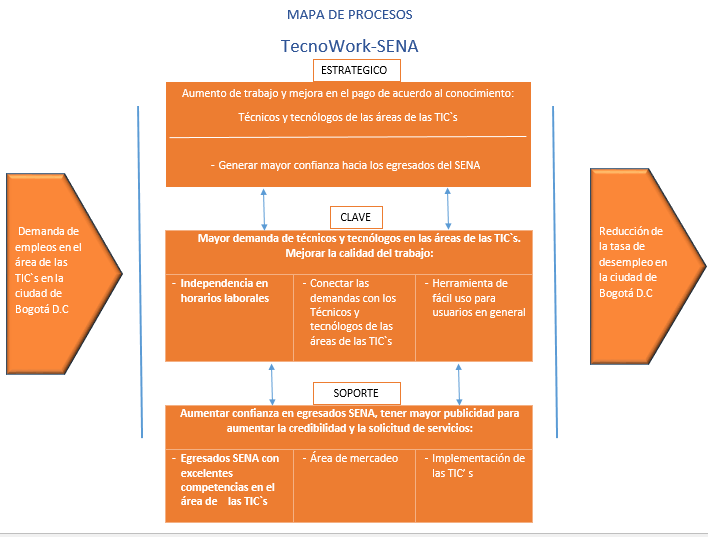 MAPA DE PROCESOS
TecnoWork-SENA
ESTRATEGICO
Aumento de trabajo y mejora en el pago de acuerdo al conocimiento:
Técnicos y tecnólogos de las áreas de las TIC`s
- Generar mayor confianza hacia los egresados del SENA
Demanda de
empleos en el
área de las
TIC`s en la
ciudad de
Bogotá D.C
CLAVE
Mayor demanda de técnicos y tecnólogos en las áreas de las TIC`s.
Mejorar la calidad del trabajo:
- Independencia en
horarios laborales
- Conectar las
demandas con los
Técnicos y
tecnólogos de las
áreas de las TIC`s
- Herramienta de
fácil uso para
usuarios en general
Reducción de
la tasa de
desempleo en
la ciudad de
Bogotá D.C
SOPORTE
Aumentar confianza en egresados SENA, tener mayor publicidad para
aumentar la credibilidad y la solicitud de servicios:
- Egresados SENA con
excelentes
competencias en el
área de las TIC`s
- Área de mercadeo
- Implementación de
las TIC' s